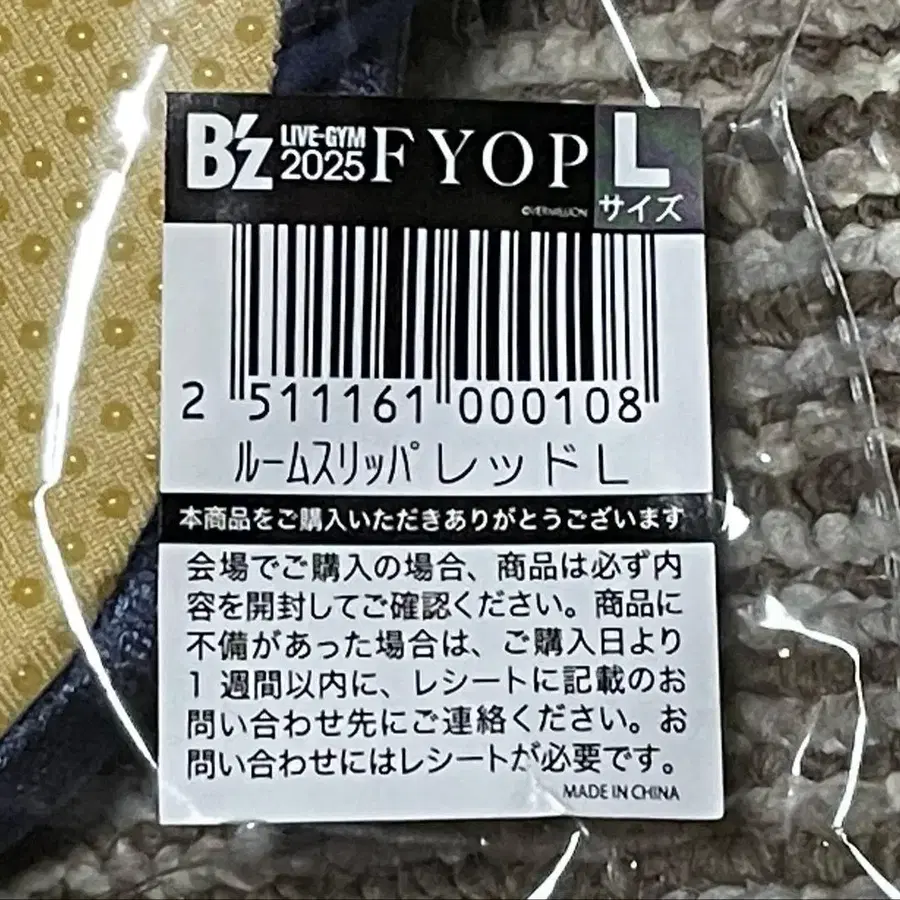 B'z LIVE-GYM 2025 FYOP L
©VERMILLION サイズ
2 511161 000108
ルームスリッパ レッド L
本商品をご購入いただきありがとうございます
会場でご購入の場合、商品は必ず内
容を開封してご確認ください。商品に
不備があった場合は、ご購入日より
1 週間以内に、レシートに記載のお
問い合わせ先にご連絡ください。お
問い合わせにはレシートが必要です。
MADE IN CHINA